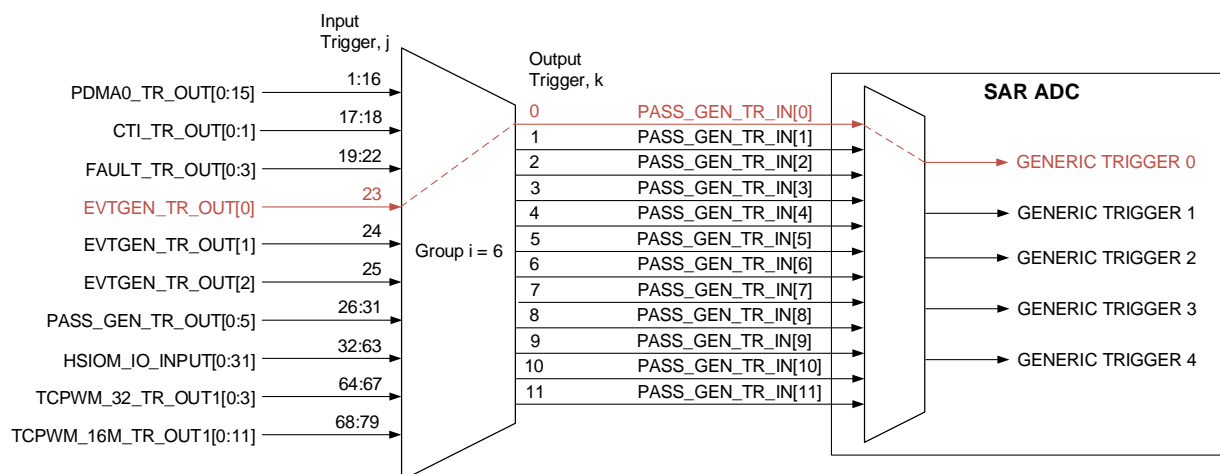 Input
Trigger, j
PDMA0_TR_OUT[0:15]
1:16
CTI_TR_OUT[0:1]
17:18
FAULT_TR_OUT[0:3]
19:22
EVTGEN_TR_OUT[0]
23
EVTGEN_TR_OUT[1]
24
EVTGEN_TR_OUT[2]
25
PASS_GEN_TR_OUT[0:5]
26:31
HSIOM_IO_INPUT[0:31]
32:63
TCPWM_32_TR_OUT1[0:3]
64:67
TCPWM_16M_TR_OUT1[0:11]
68:79
Group i = 6
Output
Trigger, k
0 PASS_GEN_TR_IN[0]
1 PASS_GEN_TR_IN[1]
2 PASS_GEN_TR_IN[2]
3 PASS_GEN_TR_IN[3]
4 PASS_GEN_TR_IN[4]
5 PASS_GEN_TR_IN[5]
6 PASS_GEN_TR_IN[6]
7 PASS_GEN_TR_IN[7]
8 PASS_GEN_TR_IN[8]
9 PASS_GEN_TR_IN[9]
10 PASS_GEN_TR_IN[10]
11 PASS_GEN_TR_IN[11]
SAR ADC
GENERIC TRIGGER 0
GENERIC TRIGGER 1
GENERIC TRIGGER 2
GENERIC TRIGGER 3
GENERIC TRIGGER 4